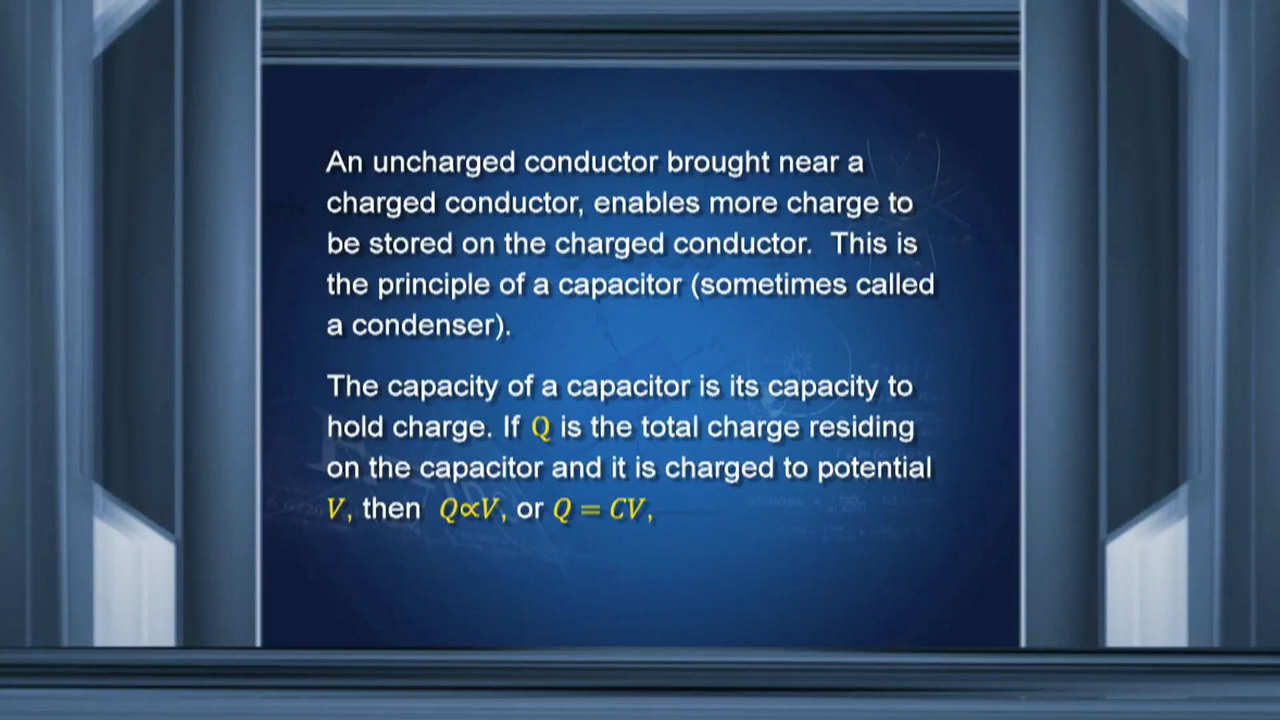 An uncharged conductor brought near a
charged conductor, enables more charge to
be stored on the charged conductor. This is
the principle of a capacitor (sometimes called
a condenser).
The capacity of a capacitor is its capacity to
hold charge. If Q is the total charge residing
on the capacitor and it is charged to potential
V, then Q∝V, or Q = CV,